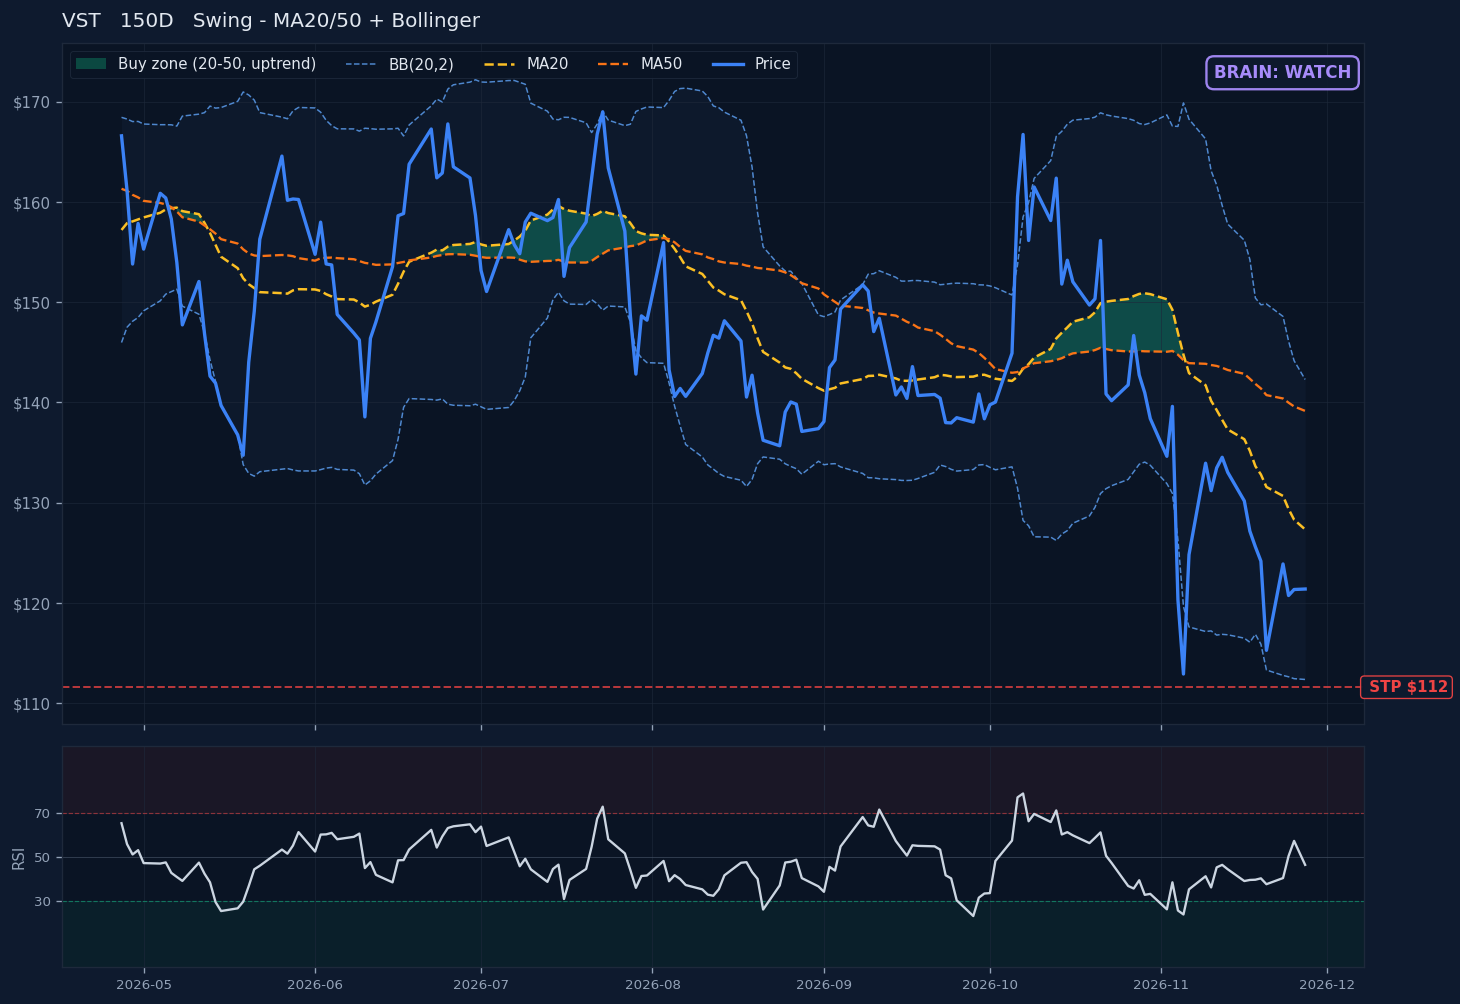 VST 150D Swing - MA20/50 + Bollinger
Buy zone (20-50, uptrend) BB(20,2) MA20 MA50 Price
BRAIN: WATCH
$170
$160
$150
$140
$130
$120
$110
STP $112
70
50
30
RSI
2026-05 2026-06 2026-07 2026-08 2026-09 2026-10 2026-11 2026-12